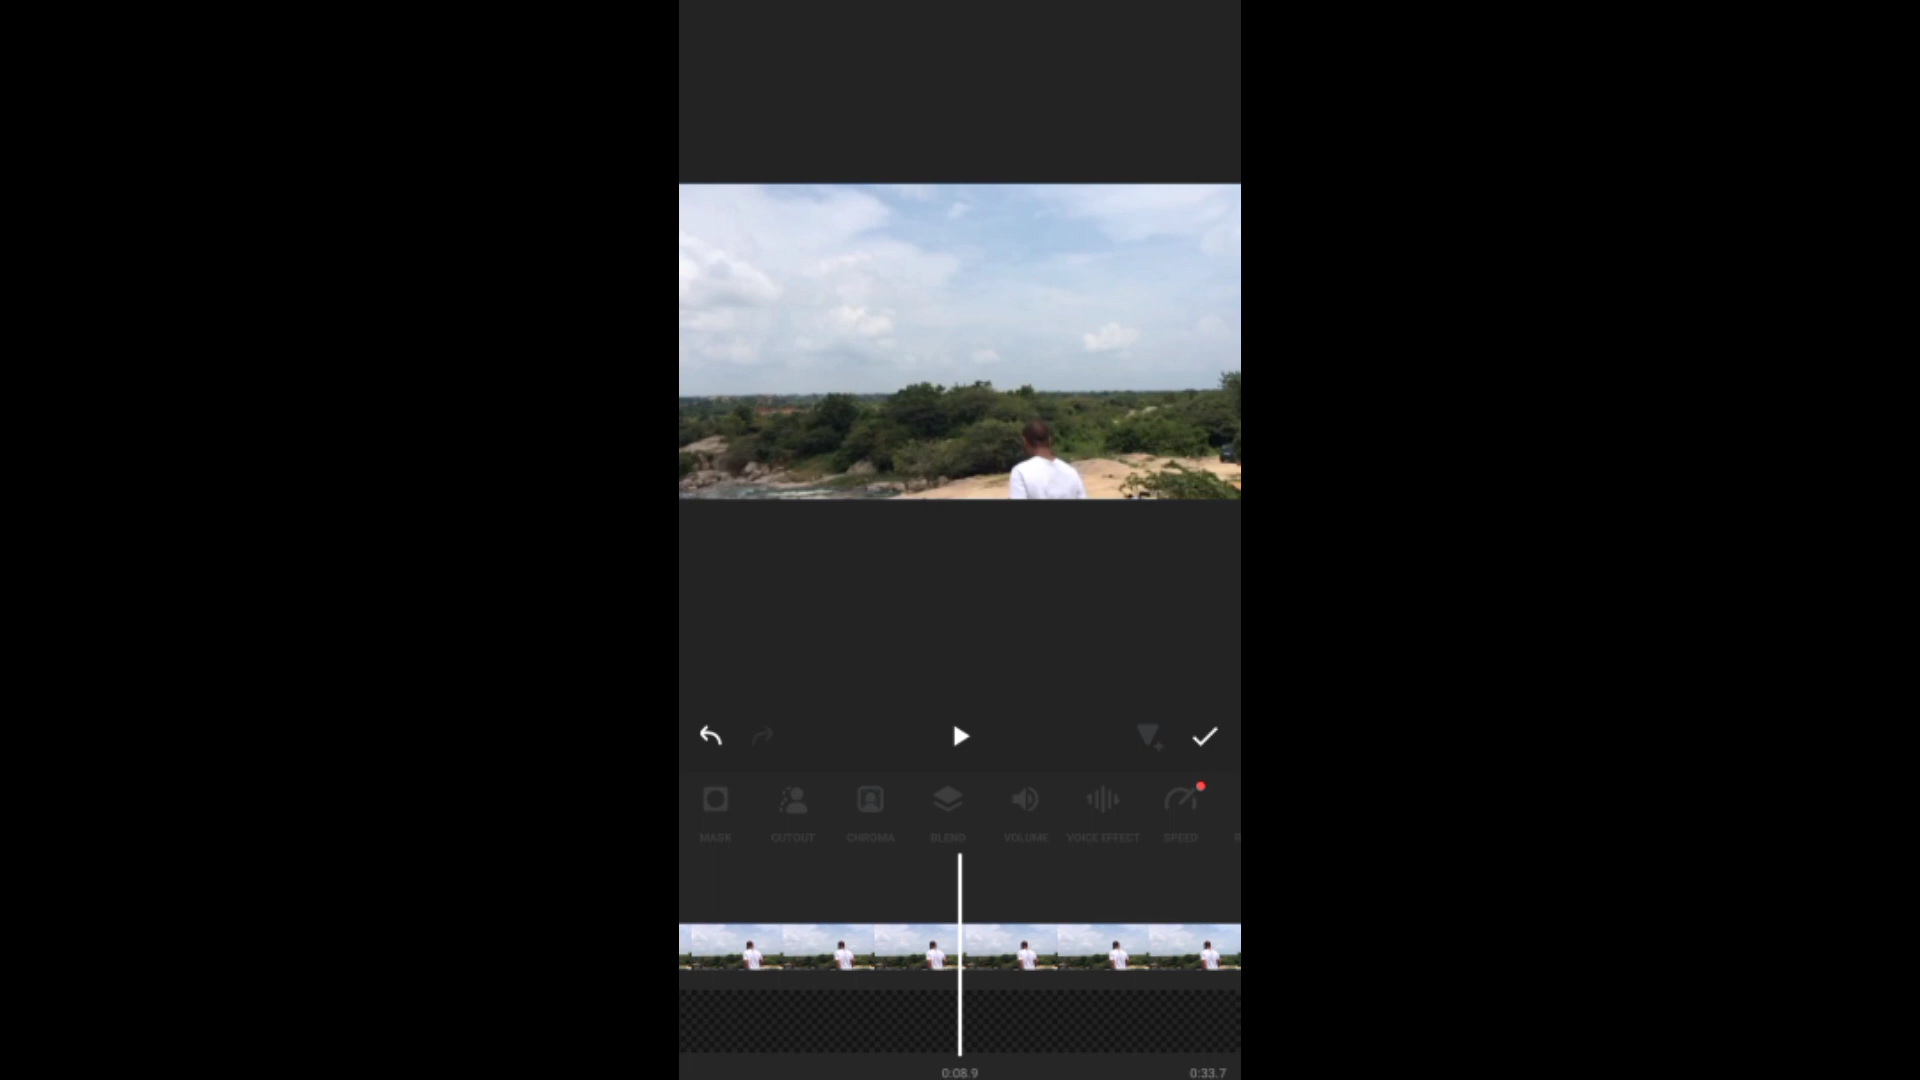 MASK CUTOUT CHROMA BLEND VOLUME VOICE EFFECT SPEED
0:08.9 0:33.7